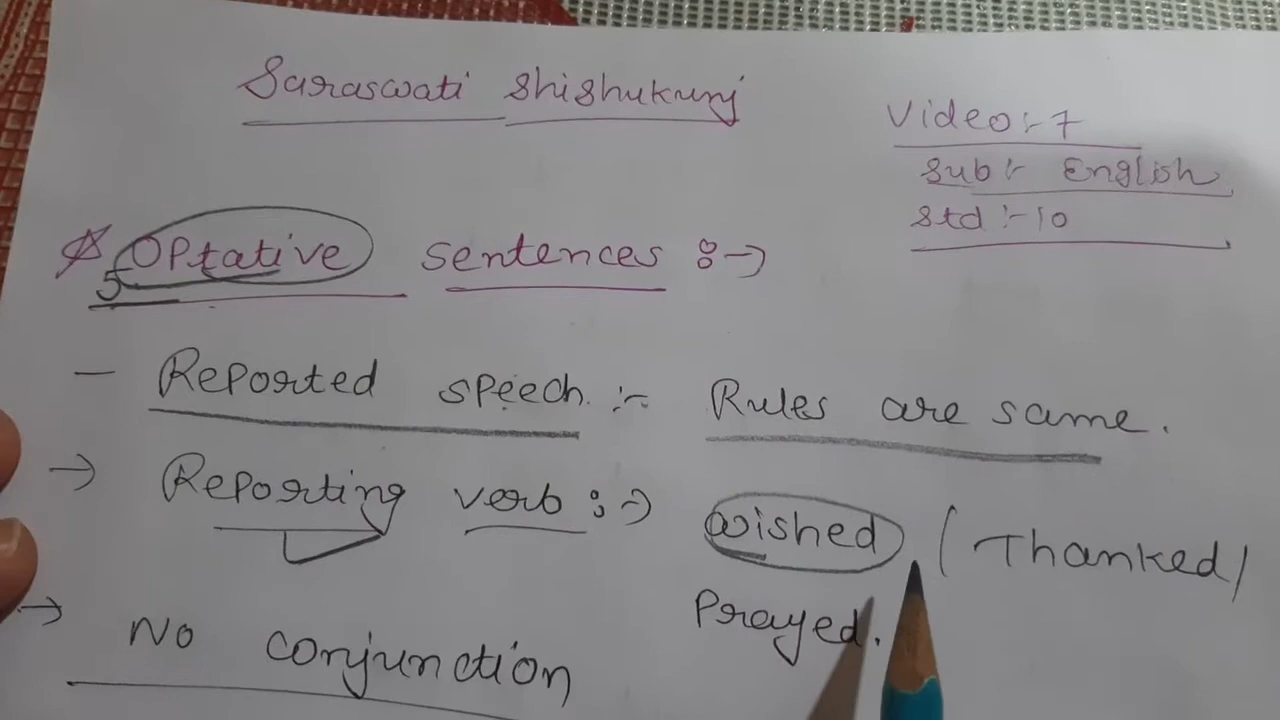 Saraswati Shishukunj
Video:- 7
Sub:- English
Std:- 10
5 Optative sentences :->
- Reported speech :- Rules are same.
-> Reporting verb :-> wished / Thanked /
Prayed.
-> No conjunction